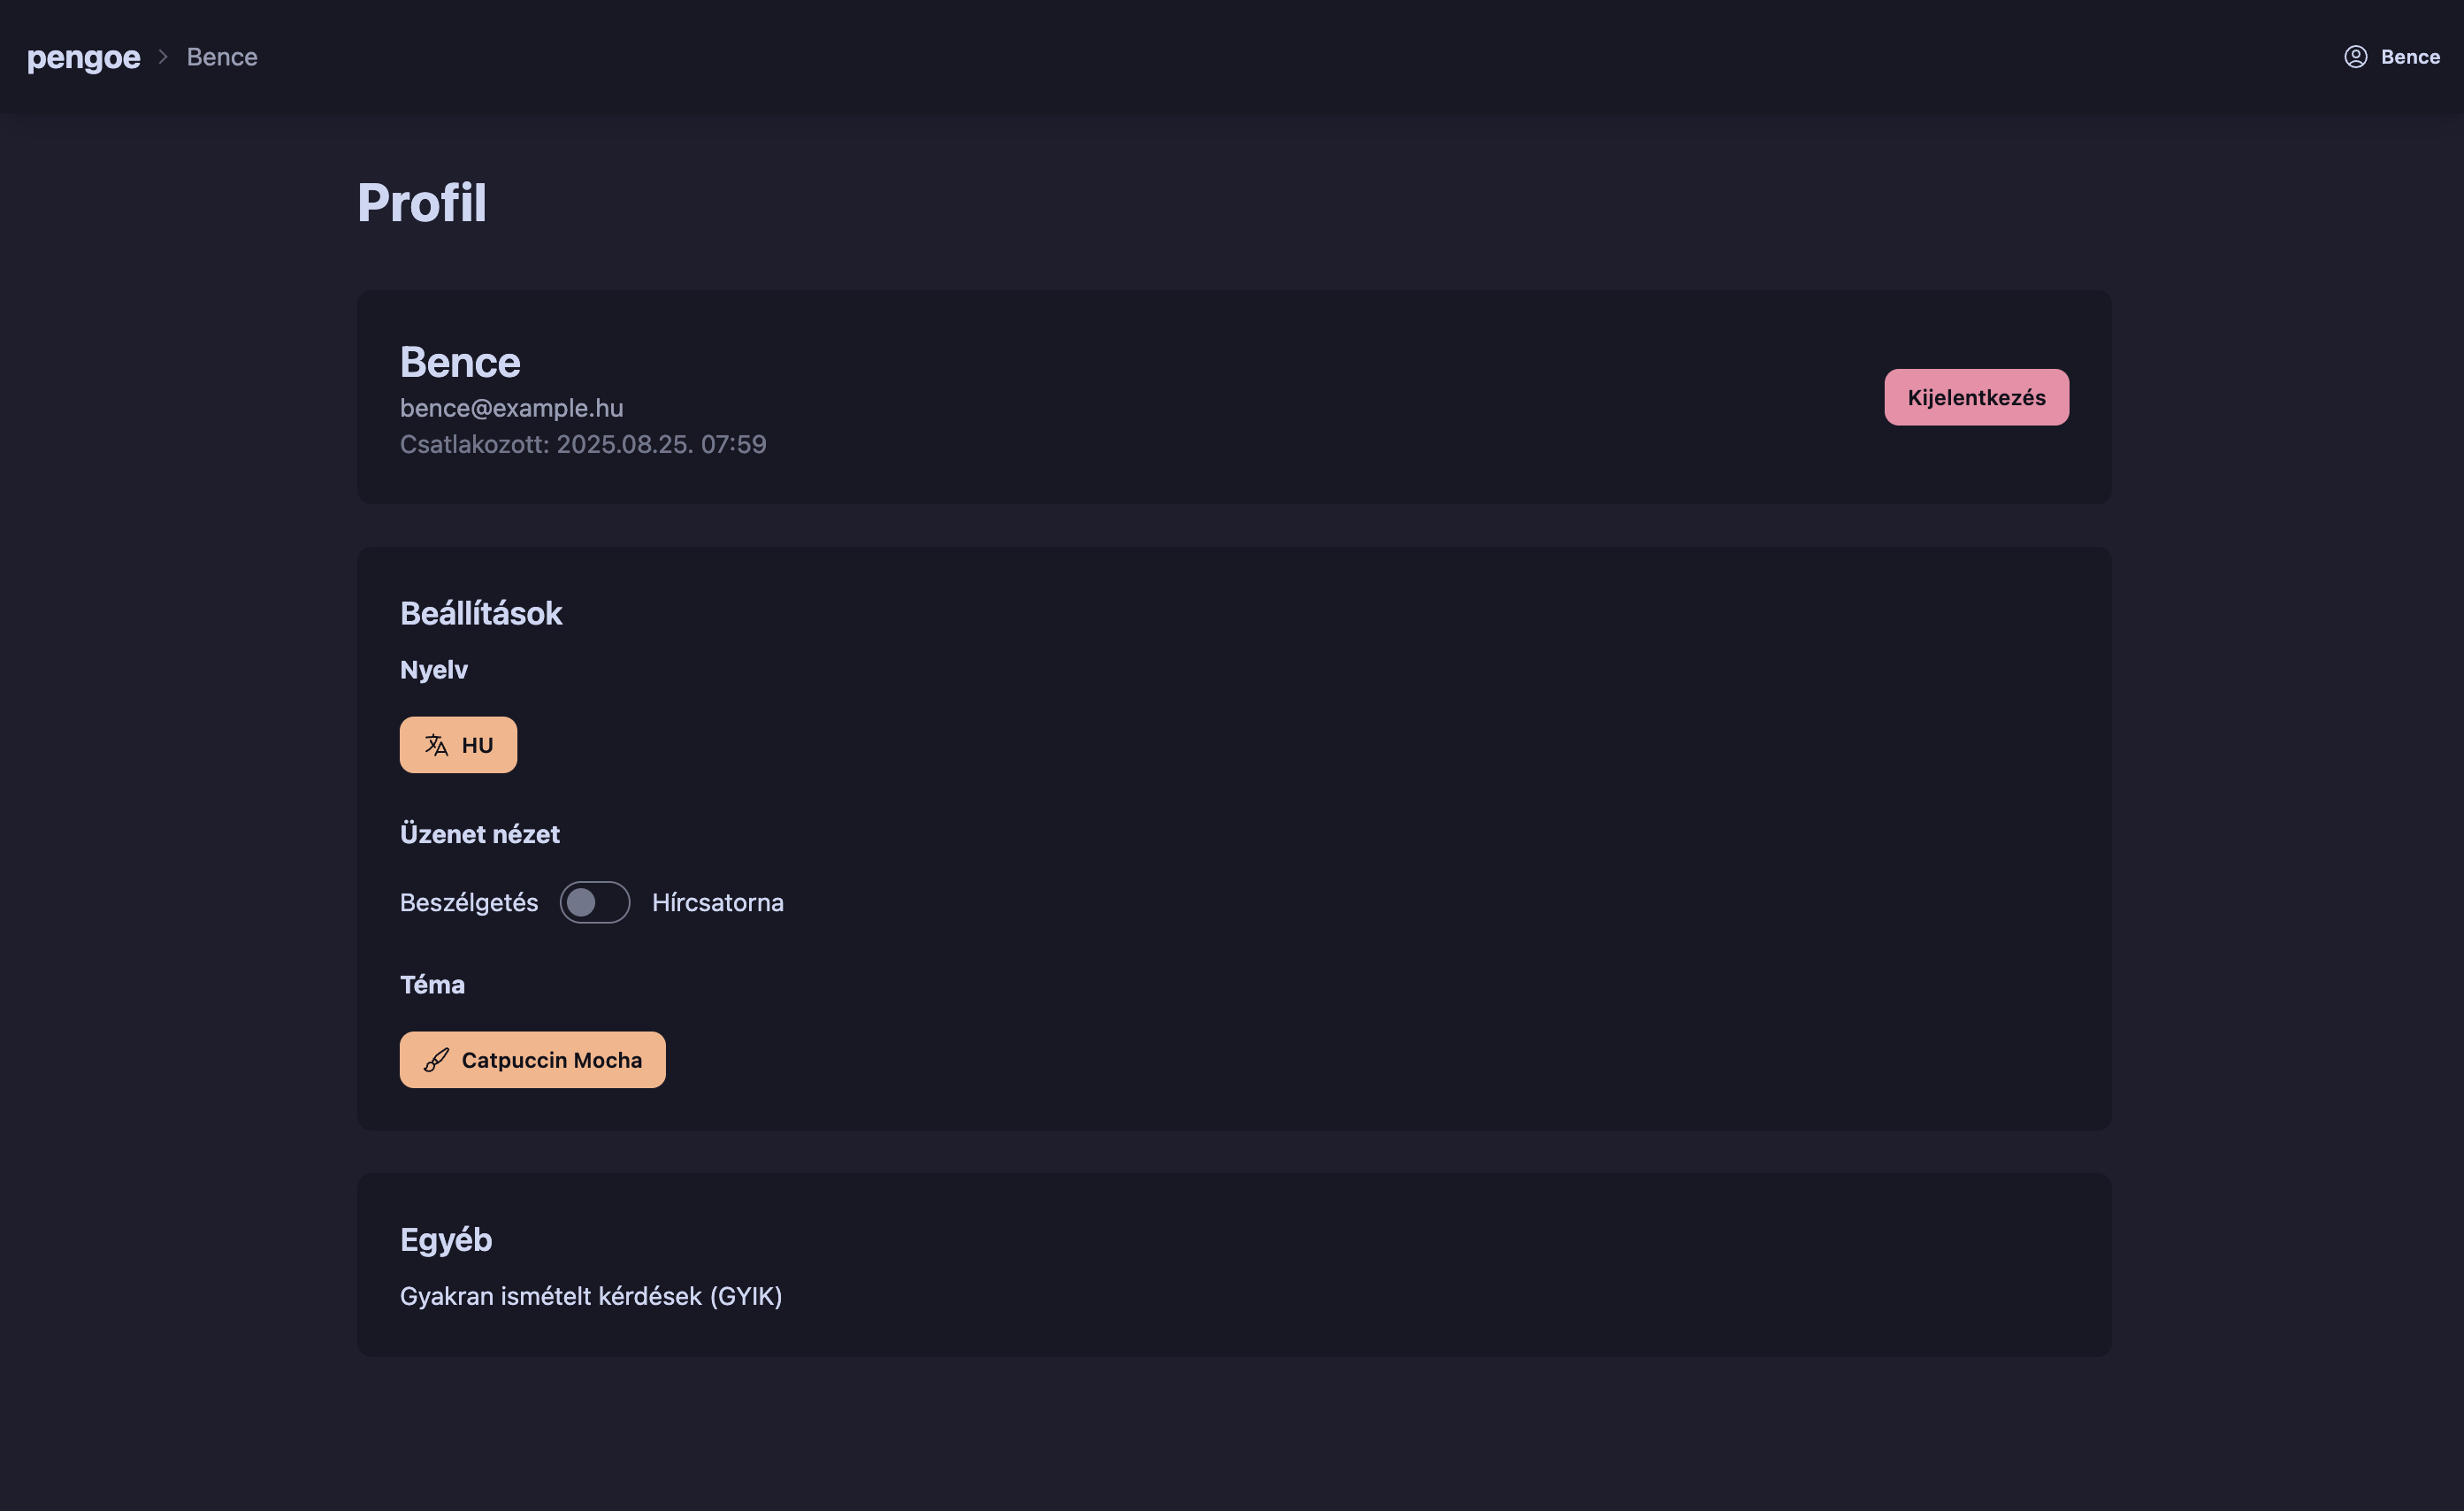 pengoe > Bence
Bence
Profil
Bence
bence@example.hu
Csatlakozott: 2025.08.25. 07:59
Kijelentkezés
Beállítások
Nyelv
HU
Üzenet nézet
Beszélgetés Hírcsatorna
Téma
Catpuccin Mocha
Egyéb
Gyakran ismételt kérdések (GYIK)